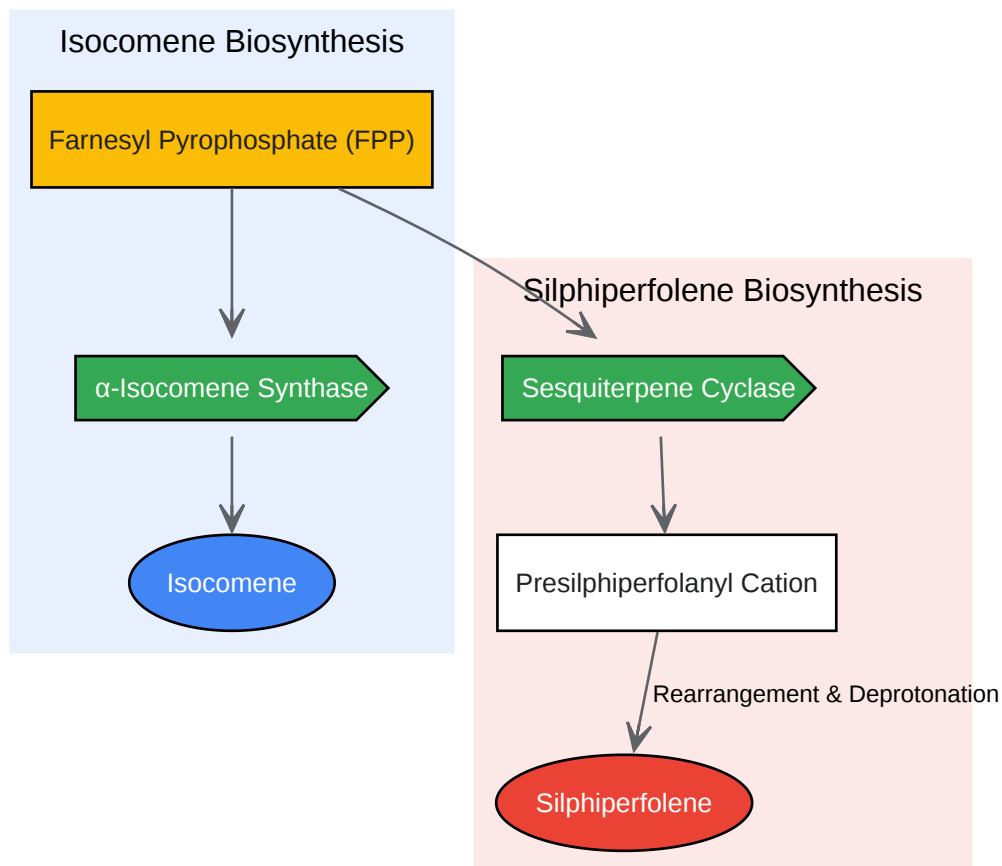 Isocomene Biosynthesis
Farnesyl Pyrophosphate (FPP)
α-Isocomene Synthase
Isocomene
Silphiperfolene Biosynthesis
Sesquiterpene Cyclase
Presilphiperfolanyl Cation
Rearrangement & Deprotonation
Silphiperfolene